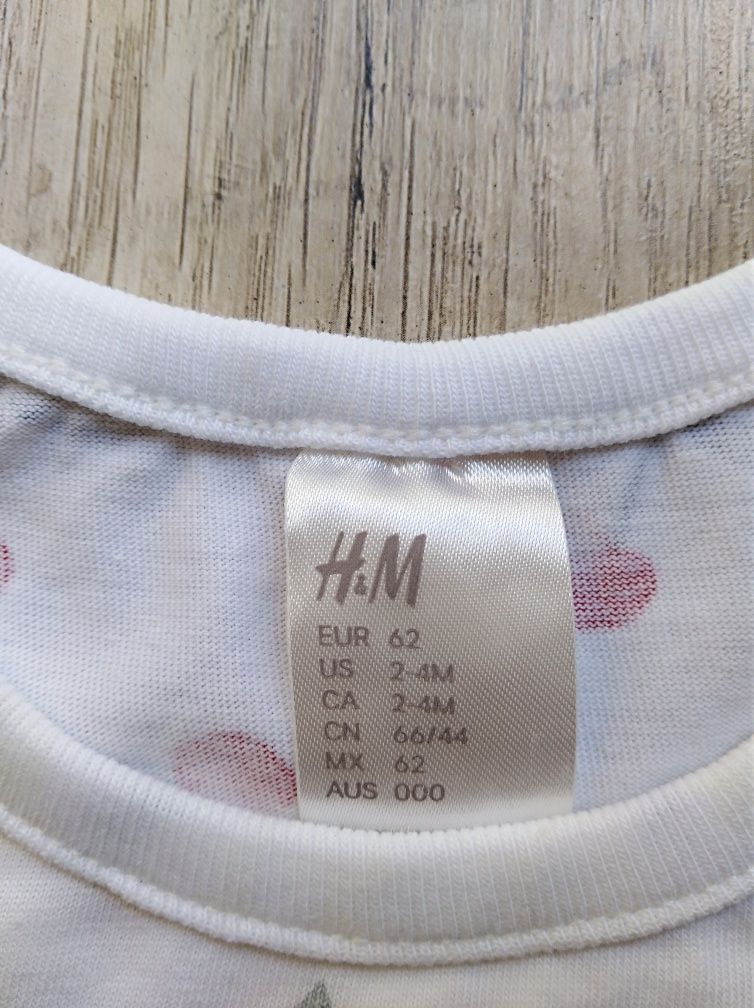 H&M
EUR 62
US 2-4M
CA 2-4M
CN 66/44
MX 62
AUS 000